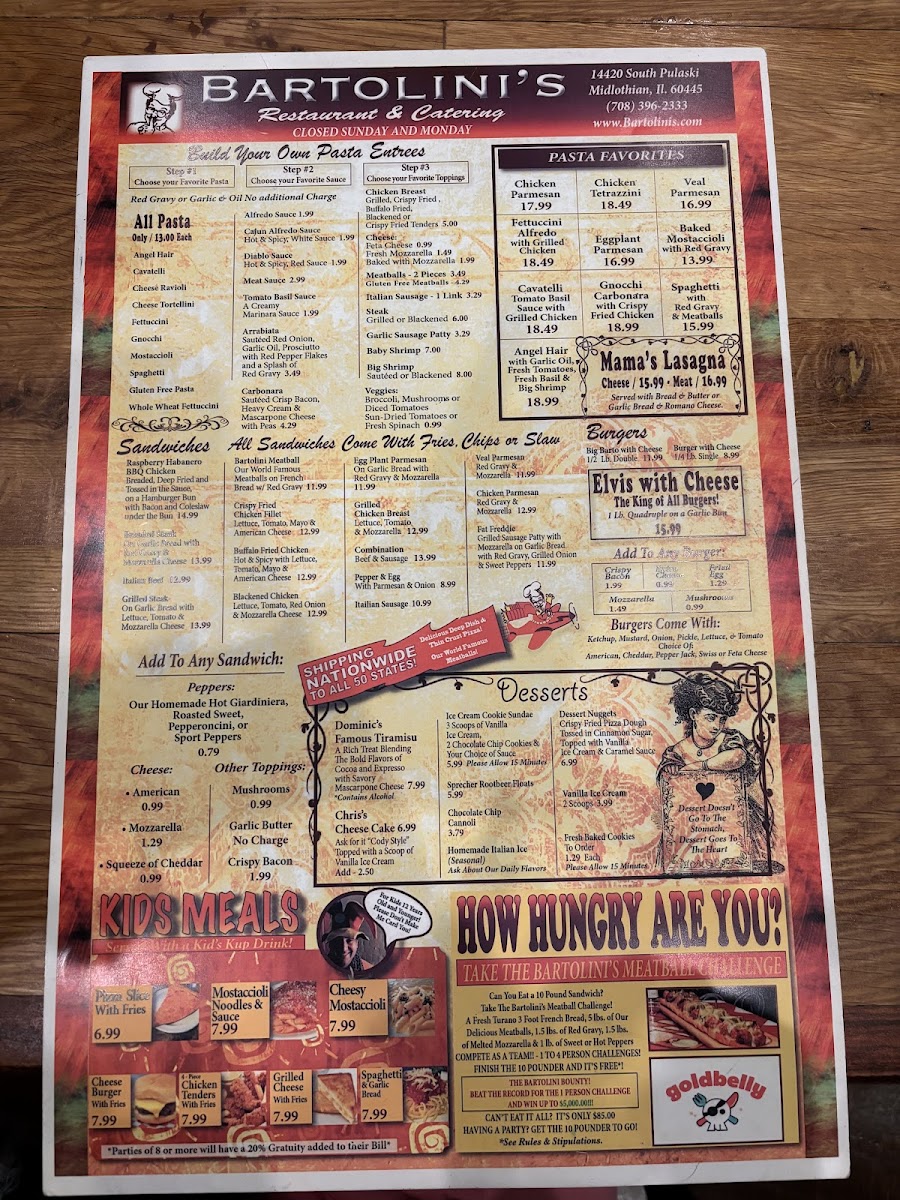 BARTOLINI'S
Restaurant & Catering
CLOSED SUNDAY AND MONDAY
14420 South Pulaski
Midlothian, Il. 60445
(708) 396-2333
www.Bartolinis.com
Build Your Own Pasta Entrees
Step #1
Choose your Favorite Pasta
Step #2
Choose your Favorite Sauce
Step #3
Choose your Favorite Toppings
Red Gravy or Garlic & Oil No additional Charge
All Pasta
Only / 13.00 Each
Angel Hair
Cavatelli
Cheese Ravioli
Cheese Tortellini
Fettuccini
Gnocchi
Mostaccioli
Spaghetti
Gluten Free Pasta
Whole Wheat Fettuccini
Alfredo Sauce 1.99
Cajun Alfredo Sauce
Hot & Spicy, White Sauce 1.99
Diablo Sauce
Hot & Spicy, Red Sauce 1.99
Meat Sauce 2.99
Tomato Basil Sauce
A Creamy
Marinara Sauce 1.99
Arrabiata
Sautéed Red Onion,
Garlic Oil, Prosciutto
with Red Pepper Flakes
and a Splash of
Red Gravy 3.49
Carbonara
Sautéed Crisp Bacon,
Heavy Cream &
Mascarpone Cheese
with Peas 4.29
Chicken Breast
Grilled, Crispy Fried ,
Buffalo Fried,
Blackened or
Crispy Fried Tenders 5.00
Cheese:
Feta Cheese 0.99
Fresh Mozzarella 1.49
Baked with Mozzarella 1.99
Meatballs - 2 Pieces 3.49
Gluten Free Meatballs 4.29
Italian Sausage - 1 Link 3.29
Steak
Grilled or Blackened 6.00
Garlic Sausage Patty 3.29
Baby Shrimp 7.00
Big Shrimp
Sautéed or Blackened 8.00
Veggies:
Broccoli, Mushrooms or
Diced Tomatoes
Sun-Dried Tomatoes or
Fresh Spinach 0.99
PASTA FAVORITES
Chicken
Parmesan
17.99
Chicken
Tetrazzini
18.49
Veal
Parmesan
16.99
Fettuccini
Alfredo
with Grilled
Chicken
18.49
Eggplant
Parmesan
16.99
Baked
Mostaccioli
with Red Gravy
13.99
Cavatelli
Tomato Basil
Sauce with
Grilled Chicken
18.49
Gnocchi
Carbonara
with Crispy
Fried Chicken
18.99
Spaghetti
with
Red Gravy
& Meatballs
15.99
Angel Hair
with Garlic Oil,
Fresh Tomatoes,
Fresh Basil &
Big Shrimp
18.99
Mama's Lasagna
Cheese / 15.99 • Meat / 16.99
Served with Bread & Butter or
Garlic Bread & Romano Cheese.
Sandwiches
All Sandwiches Come With Fries, Chips or Slaw
Raspberry Habanero
BBQ Chicken
Breaded, Deep Fried and
Tossed in the Sauce,
on a Hamburger Bun
with Bacon and Coleslaw
under the Bun 14.99
Breaded Steak
On Garlic Bread with
Red Gravy &
Mozzarella Cheese 13.99
Italian Beef 12.99
Grilled Steak
On Garlic Bread with
Lettuce, Tomato &
Mozzarella Cheese 13.99
Bartolini Meatball
Our World Famous
Meatballs on French
Bread w/ Red Gravy 11.99
Crispy Fried
Chicken Fillet
Lettuce, Tomato, Mayo &
American Cheese 12.99
Buffalo Fried Chicken
Hot & Spicy with Lettuce,
Tomato, Mayo &
American Cheese 12.99
Blackened Chicken
Lettuce, Tomato, Red Onion
& Mozzarella Cheese 12.99
Egg Plant Parmesan
On Garlic Bread with
Red Gravy & Mozzarella
11.99
Grilled
Chicken Breast
Lettuce, Tomato,
& Mozzarella 12.99
Combination
Beef & Sausage 13.99
Pepper & Egg
With Parmesan & Onion 8.99
Italian Sausage 10.99
Veal Parmesan
Red Gravy &
Mozzarella 11.99
Chicken Parmesan
Red Gravy &
Mozzarella 12.99
Fat Freddie
Grilled Sausage Patty with
Mozzarella on Garlic Bread
with Red Gravy, Grilled Onion
& Sweet Peppers 11.99
Burgers
Big Barto with Cheese
1/2 Lb. Double 11.99
Burger with Cheese
1/4 Lb. Single 8.99
Elvis with Cheese
The King of All Burgers!
1 Lb. Quadruple on a Garlic Bun
15.99
Add To Any Burger:
Crispy
Bacon
1.99
Cheese
0.99
Fried
Egg
1.29
Mozzarella
1.49
Mushrooms
0.99
Burgers Come With:
Ketchup, Mustard, Onion, Pickle, Lettuce, & Tomato
Choice Of:
American, Cheddar, Pepper Jack, Swiss or Feta Cheese
SHIPPING
NATIONWIDE
TO ALL 50 STATES!
Delicious Deep Dish &
Thin Crust Pizza!
Our World Famous
Meatballs!
Add To Any Sandwich:
Peppers:
Our Homemade Hot Giardiniera,
Roasted Sweet,
Pepperoncini, or
Sport Peppers
0.79
Cheese:
• American
0.99
• Mozzarella
1.29
• Squeeze of Cheddar
0.99
Other Toppings:
Mushrooms
0.99
Garlic Butter
No Charge
Crispy Bacon
1.99
Desserts
Dominic's
Famous Tiramisu
A Rich Treat Blending
The Bold Flavors of
Cocoa and Expresso
with Savory
Mascarpone Cheese 7.99
*Contains Alcohol
Chris's
Cheese Cake 6.99
Ask for it "Cody Style"
Topped with a Scoop of
Vanilla Ice Cream
Add - 2.50
Ice Cream Cookie Sundae
3 Scoops of Vanilla
Ice Cream,
2 Chocolate Chip Cookies &
Your Choice of Sauce
5.99 Please Allow 15 Minutes
Sprecher Rootbeer Floats
5.99
Chocolate Chip
Cannoli
3.79
Homemade Italian Ice
(Seasonal)
Ask About Our Daily Flavors
Dessert Nuggets
Crispy Fried Pizza Dough
Tossed in Cinnamon Sugar,
Topped with Vanilla
Ice Cream & Caramel Sauce
6.99
Vanilla Ice Cream
2 Scoops 3.99
Fresh Baked Cookies
To Order
1.29 Each
Please Allow 15 Minutes
Dessert Doesn't
Go To The
Stomach,
Dessert Goes To
The Heart
KIDS MEALS
Served With a Kid's Kup Drink!
For Kids 12 Years
Old and Younger!
Please Don't Make
Me Card You!
Pizza Slice
With Fries
6.99
Mostaccioli
Noodles &
Sauce
7.99
Cheesy
Mostaccioli
7.99
Cheese
Burger
With Fries
7.99
4 - Piece
Chicken
Tenders
With Fries
7.99
Grilled
Cheese
With Fries
7.99
Spaghetti
& Garlic
Bread
7.99
*Parties of 8 or more will have a 20% Gratuity added to their Bill*
HOW HUNGRY ARE YOU?
TAKE THE BARTOLINI'S MEATBALL CHALLENGE
Can You Eat a 10 Pound Sandwich?
Take The Bartolini's Meatball Challenge!
A Fresh Turano 3 Foot French Bread, 5 lbs. of Our
Delicious Meatballs, 1.5 lbs. of Red Gravy, 1.5 lbs.
of Melted Mozzarella & 1 lb. of Sweet or Hot Peppers
COMPETE AS A TEAM!! - 1 TO 4 PERSON CHALLENGES!
FINISH THE 10 POUNDER AND IT'S FREE*!
THE BARTOLINI BOUNTY!
BEAT THE RECORD FOR THE 1 PERSON CHALLENGE
AND WIN UP TO $5,000.00!!!
CAN'T EAT IT ALL? IT'S ONLY $85.00
HAVING A PARTY? GET THE 10 POUNDER TO GO!
*See Rules & Stipulations.
goldbelly